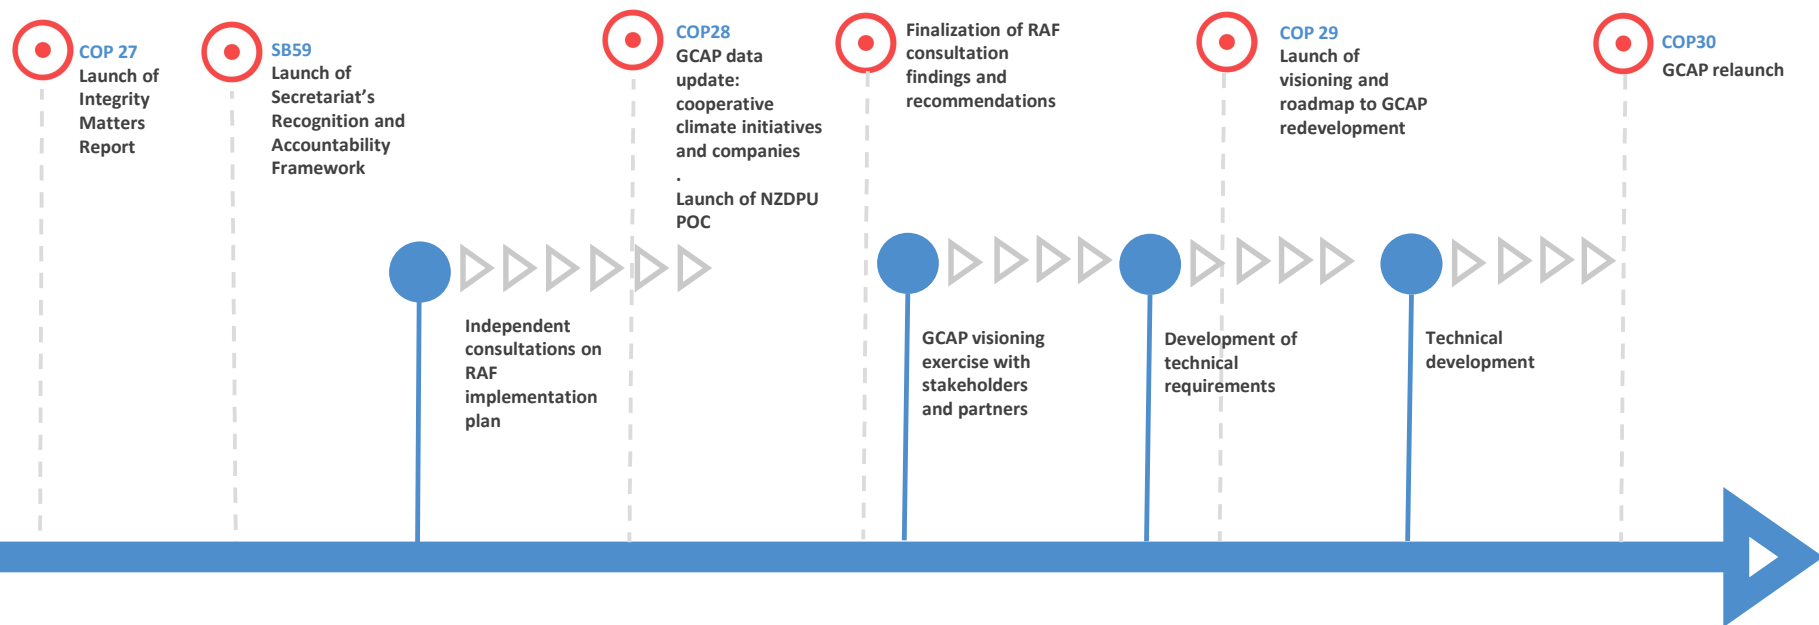 COP 27
Launch of
Integrity
Matters
Report
SB59
Launch of
Secretariat's
Recognition and
Accountability
Framework
COP28
GCAP data
update:
cooperative
climate initiatives
and companies
.
Launch of NZDPU
POC
Finalization of RAF
consultation
findings and
recommendations
COP 29
Launch of
visioning and
roadmap to GCAP
redevelopment
COP30
GCAP relaunch
Independent
consultations on
RAF
implementation
plan
GCAP visioning
exercise with
stakeholders
and partners
Development of
technical
requirements
Technical
development